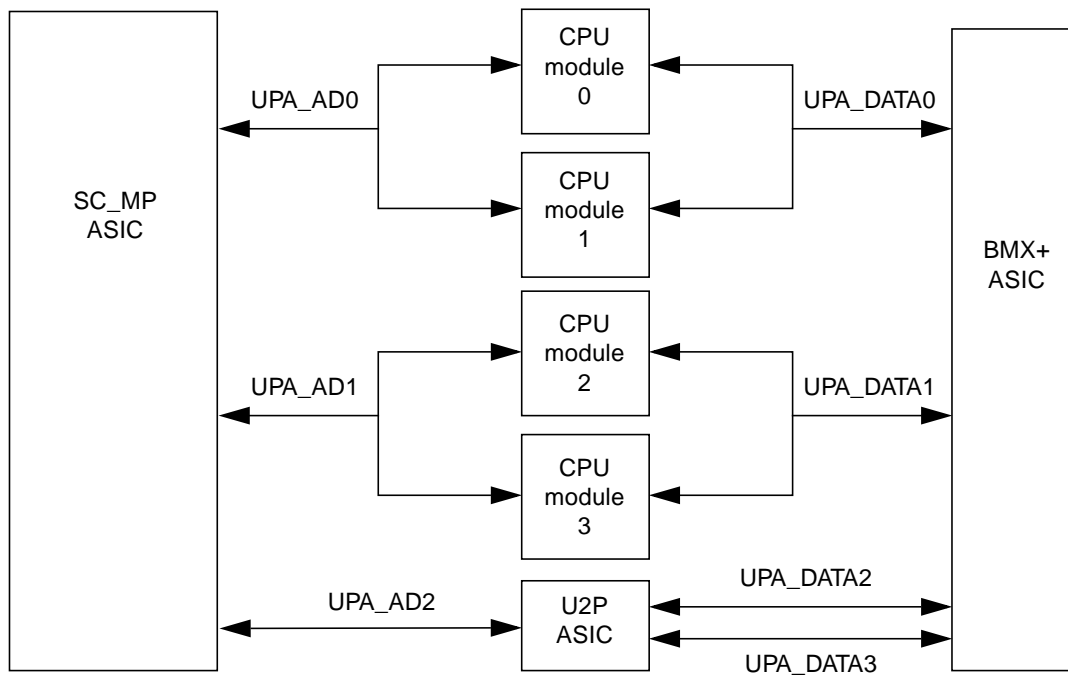 SC_MP
ASIC
UPA_AD0
CPU
module
0
UPA_DATA0
CPU
module
1
BMX+
ASIC
UPA_AD1
CPU
module
2
UPA_DATA1
CPU
module
3
UPA_AD2
U2P
ASIC
UPA_DATA2
UPA_DATA3